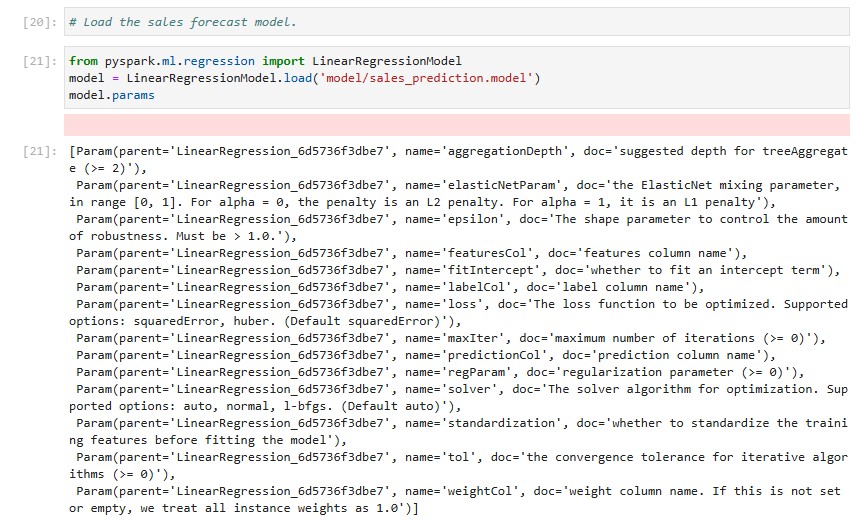 [20]: # Load the sales forecast model.
[21]: from pyspark.ml.regression import LinearRegressionModel
model = LinearRegressionModel.load('model/sales_prediction.model')
model.params
[21]: [Param(parent='LinearRegression_6d5736f3dbe7', name='aggregationDepth', doc='suggested depth for treeAggregat
e (>= 2)'),
Param(parent='LinearRegression_6d5736f3dbe7', name='elasticNetParam', doc='the ElasticNet mixing parameter,
in range [0, 1]. For alpha = 0, the penalty is an L2 penalty. For alpha = 1, it is an L1 penalty'),
Param(parent='LinearRegression_6d5736f3dbe7', name='epsilon', doc='The shape parameter to control the amount
of robustness. Must be > 1.0.'),
Param(parent='LinearRegression_6d5736f3dbe7', name='featuresCol', doc='features column name'),
Param(parent='LinearRegression_6d5736f3dbe7', name='fitIntercept', doc='whether to fit an intercept term'),
Param(parent='LinearRegression_6d5736f3dbe7', name='labelCol', doc='label column name'),
Param(parent='LinearRegression_6d5736f3dbe7', name='loss', doc='The loss function to be optimized. Supported
options: squaredError, huber. (Default squaredError)'),
Param(parent='LinearRegression_6d5736f3dbe7', name='maxIter', doc='maximum number of iterations (>= 0)'),
Param(parent='LinearRegression_6d5736f3dbe7', name='predictionCol', doc='prediction column name'),
Param(parent='LinearRegression_6d5736f3dbe7', name='regParam', doc='regularization parameter (>= 0)'),
Param(parent='LinearRegression_6d5736f3dbe7', name='solver', doc='The solver algorithm for optimization. Sup
ported options: auto, normal, l-bfgs. (Default auto)'),
Param(parent='LinearRegression_6d5736f3dbe7', name='standardization', doc='whether to standardize the traini
ng features before fitting the model'),
Param(parent='LinearRegression_6d5736f3dbe7', name='tol', doc='the convergence tolerance for iterative algor
ithms (>= 0)'),
Param(parent='LinearRegression_6d5736f3dbe7', name='weightCol', doc='weight column name. If this is not set
or empty, we treat all instance weights as 1.0')]